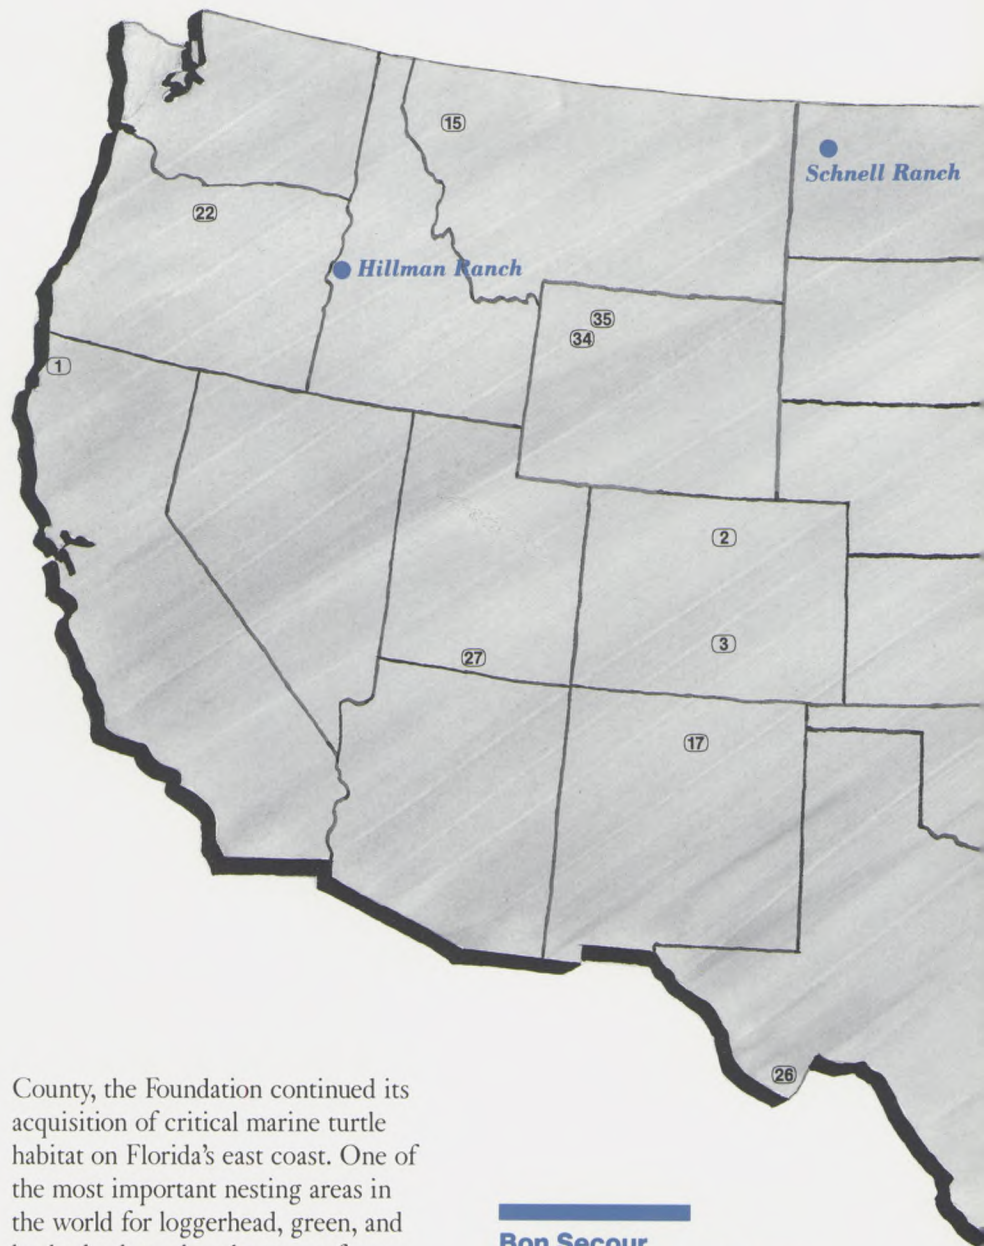 15
Schnell Ranch
22
Hillman Ranch
35
34
1
2
3
27
17
26
County, the Foundation continued its
acquisition of critical marine turtle
habitat on Florida's east coast. One of
the most important nesting areas in
the world for loggerhead, green, and
Bon Secour